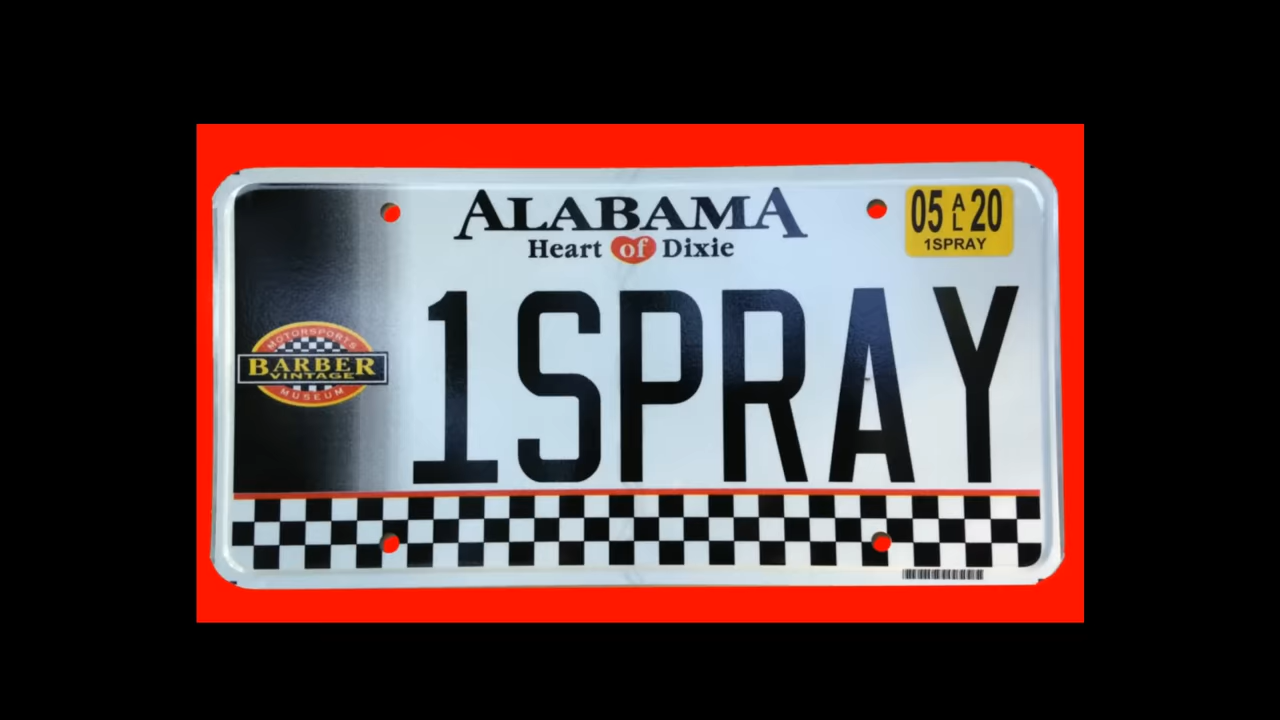 ALABAMA
Heart of Dixie
05 AL 20
1SPRAY
MOTORSPORTS
BARBER
VINTAGE
MUSEUM
1SPRAY